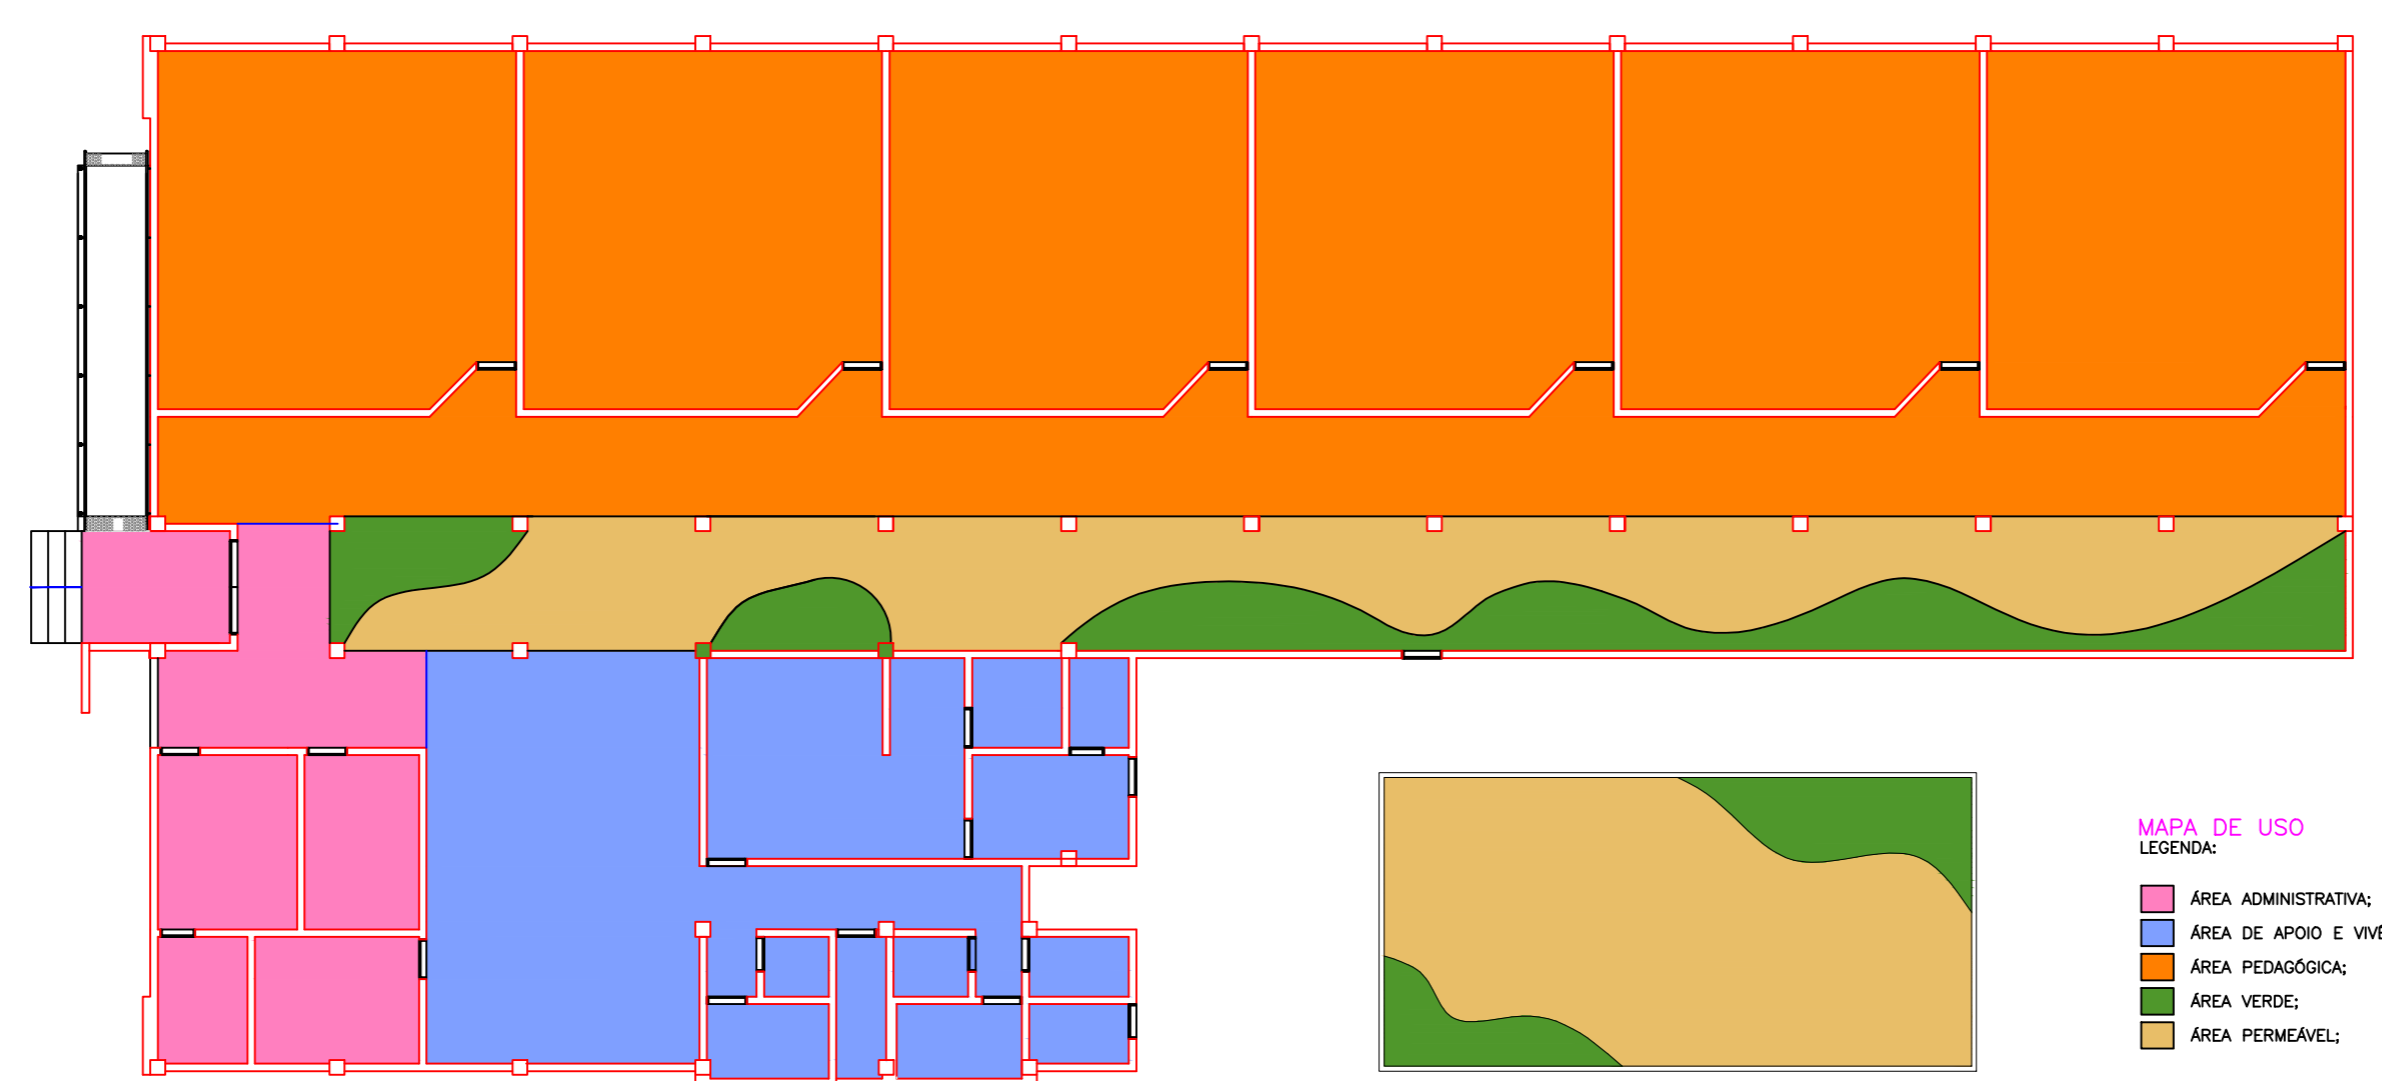 MAPA DE USO
LEGENDA:
ÁREA ADMINISTRATIVA;
ÁREA DE APOIO E
ÁREA PEDAGÓGICA;
ÁREA VERDE;
ÁREA PERMEÁVEL;